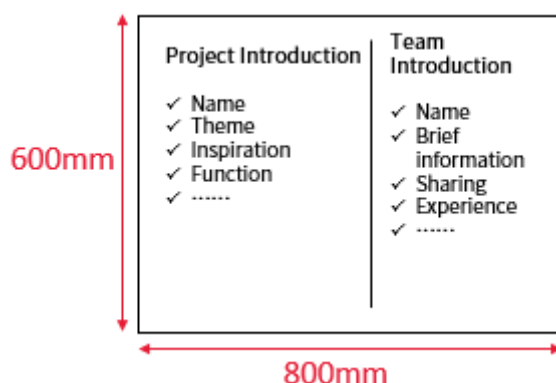 Project Introduction
✓ Name
✓ Theme
✓ Inspiration
✓ Function
✓ ······
Team
Introduction
✓ Name
✓ Brief
information
✓ Sharing
✓ Experience
✓ ······
600mm
800mm